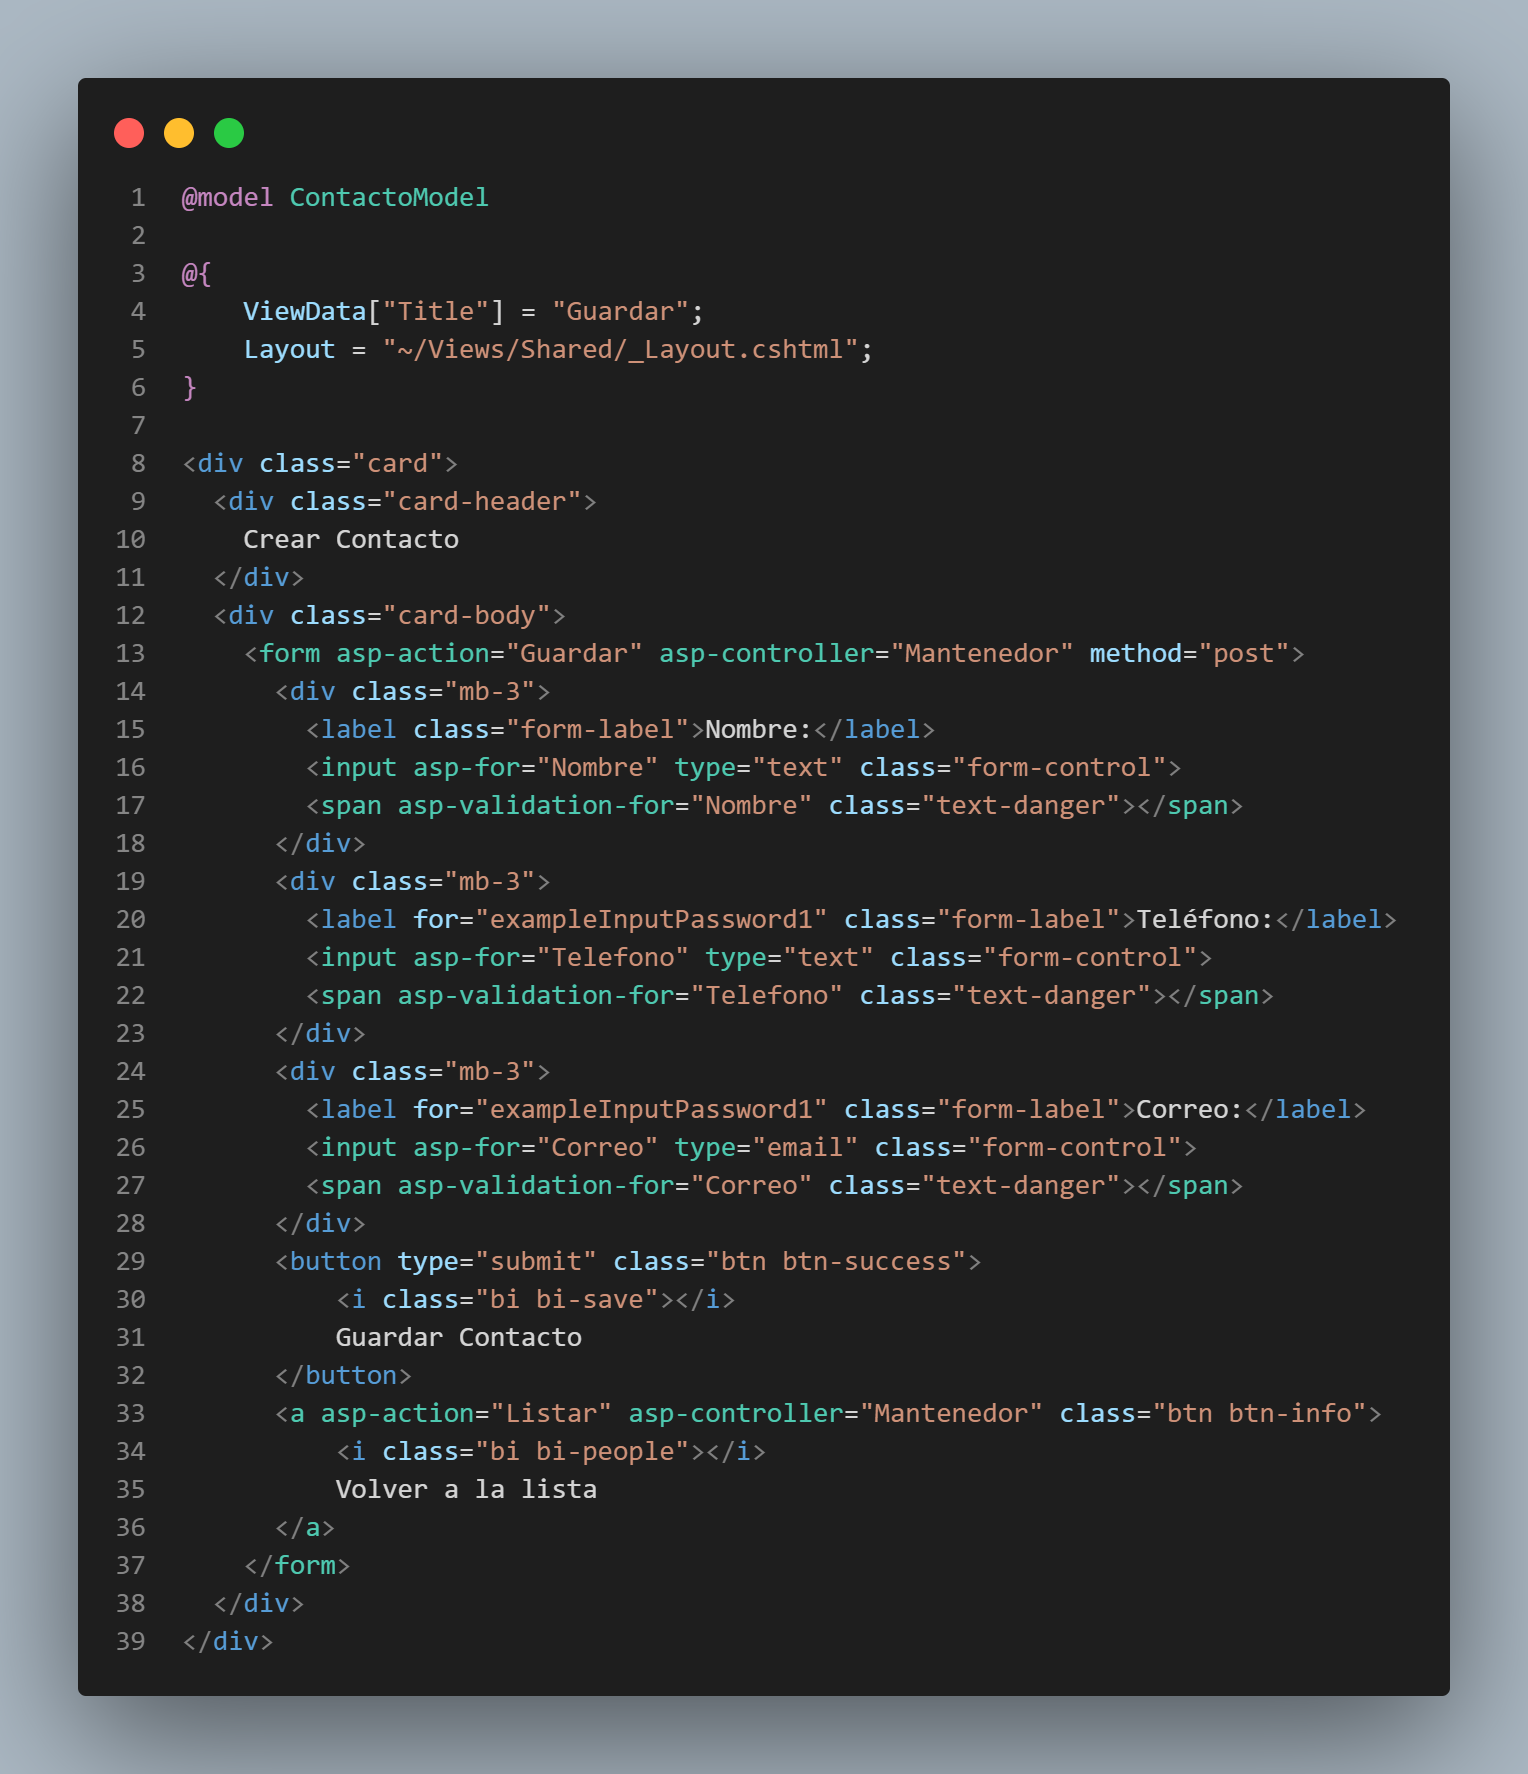 1 @model ContactoModel
2
3 @{
4     ViewData["Title"] = "Guardar";
5     Layout = "~/Views/Shared/_Layout.cshtml";
6 }
7
8 <div class="card">
9   <div class="card-header">
10     Crear Contacto
11   </div>
12   <div class="card-body">
13     <form asp-action="Guardar" asp-controller="Mantenedor" method="post">
14       <div class="mb-3">
15         <label class="form-label">Nombre:</label>
16         <input asp-for="Nombre" type="text" class="form-control">
17         <span asp-validation-for="Nombre" class="text-danger"></span>
18       </div>
19       <div class="mb-3">
20         <label for="exampleInputPassword1" class="form-label">Teléfono:</label>
21         <input asp-for="Telefono" type="text" class="form-control">
22         <span asp-validation-for="Telefono" class="text-danger"></span>
23       </div>
24       <div class="mb-3">
25         <label for="exampleInputPassword1" class="form-label">Correo:</label>
26         <input asp-for="Correo" type="email" class="form-control">
27         <span asp-validation-for="Correo" class="text-danger"></span>
28       </div>
29       <button type="submit" class="btn btn-success">
30           <i class="bi bi-save"></i>
31           Guardar Contacto
32       </button>
33       <a asp-action="Listar" asp-controller="Mantenedor" class="btn btn-info">
34           <i class="bi bi-people"></i>
35           Volver a la lista
36       </a>
37     </form>
38   </div>
39 </div>